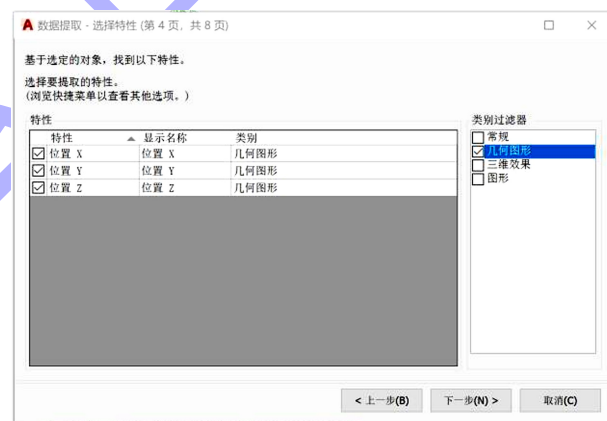 数据提取 - 选择特性 (第 4 页，共 8 页)
基于选定的对象，找到以下特性。
选择要提取的特性。
(浏览快捷菜单以查看其他选项。)
特性
特性 显示名称 类别
位置 X 位置 X 几何图形
位置 Y 位置 Y 几何图形
位置 Z 位置 Z 几何图形
类别过滤器
常规
几何图形
三维效果
图形
< 上一步(B) 下一步(N) > 取消(C)